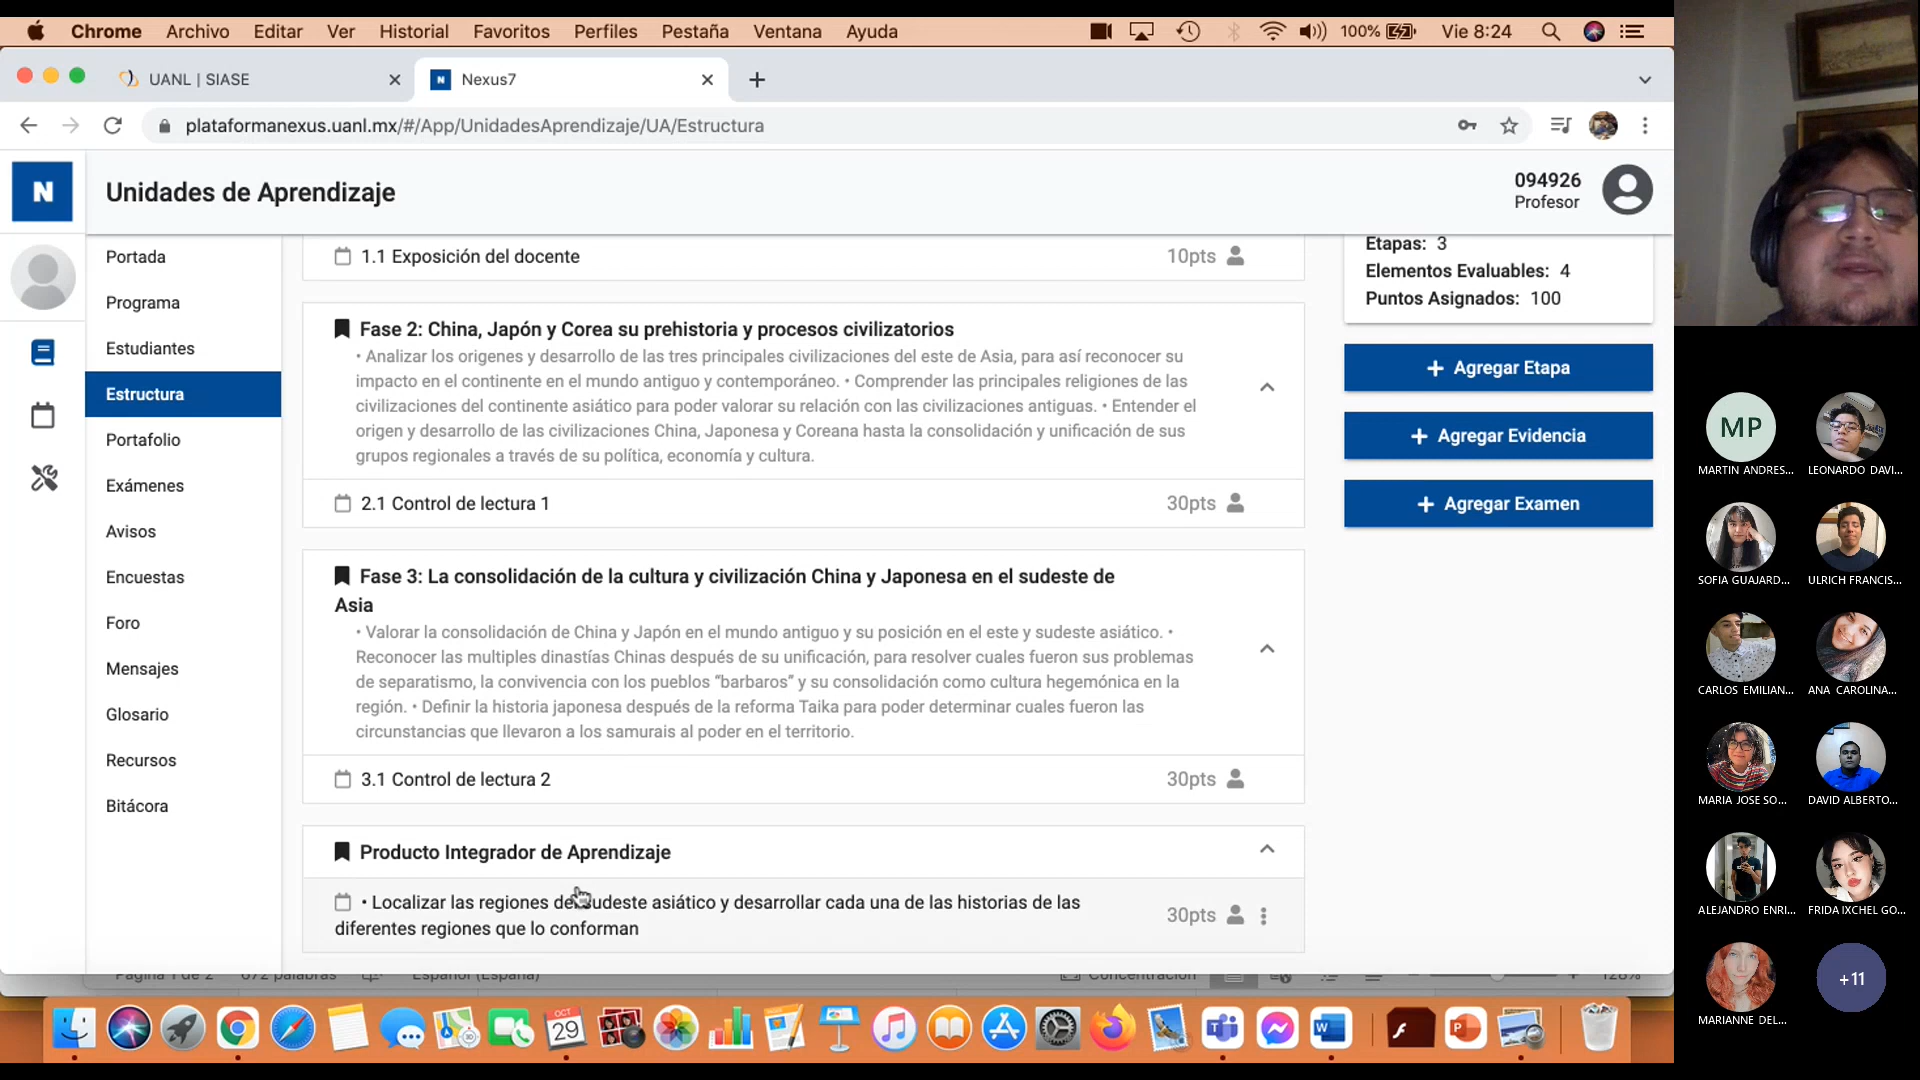 Chrome Archivo Editar Ver Historial Favoritos Perfiles Pestaña Ventana Ayuda 100% Vie 8:24
UANL | SIASE
N Nexus7
plataformanexus.uanl.mx/#/App/UnidadesAprendizaje/UA/Estructura
N
Unidades de Aprendizaje
094926
Profesor
Portada
Programa
Estudiantes
Estructura
Portafolio
Exámenes
Avisos
Encuestas
Foro
Mensajes
Glosario
Recursos
Bitácora
1.1 Exposición del docente 10pts
Fase 2: China, Japón y Corea su prehistoria y procesos civilizatorios
• Analizar los origenes y desarrollo de las tres principales civilizaciones del este de Asia, para así reconocer su
impacto en el continente en el mundo antiguo y contemporáneo. • Comprender las principales religiones de las
civilizaciones del continente asiático para poder valorar su relación con las civilizaciones antiguas. • Entender el
origen y desarrollo de las civilizaciones China, Japonesa y Coreana hasta la consolidación y unificación de sus
grupos regionales a través de su política, economía y cultura.
2.1 Control de lectura 1 30pts
Fase 3: La consolidación de la cultura y civilización China y Japonesa en el sudeste de
Asia
• Valorar la consolidación de China y Japón en el mundo antiguo y su posición en el este y sudeste asiático. •
Reconocer las multiples dinastías Chinas después de su unificación, para resolver cuales fueron sus problemas
de separatismo, la convivencia con los pueblos “barbaros” y su consolidación como cultura hegemónica en la
región. • Definir la historia japonesa después de la reforma Taika para poder determinar cuales fueron las
circunstancias que llevaron a los samurais al poder en el territorio.
3.1 Control de lectura 2 30pts
Producto Integrador de Aprendizaje
• Localizar las regiones de sudeste asiático y desarrollar cada una de las historias de las
diferentes regiones que lo conforman 30pts
Etapas: 3
Elementos Evaluables: 4
Puntos Asignados: 100
+ Agregar Etapa
+ Agregar Evidencia
+ Agregar Examen
Página 1 de 2 672 palabras Español (España) Concentración 128%
OCT
29
MP
MARTIN ANDRES...
LEONARDO DAVI...
SOFIA GUAJARD...
ULRICH FRANCIS...
CARLOS EMILIAN...
ANA CAROLINA...
MARIA JOSE SO...
DAVID ALBERTO...
ALEJANDRO ENRI...
FRIDA IXCHEL GO...
MARIANNE DEL...
+11